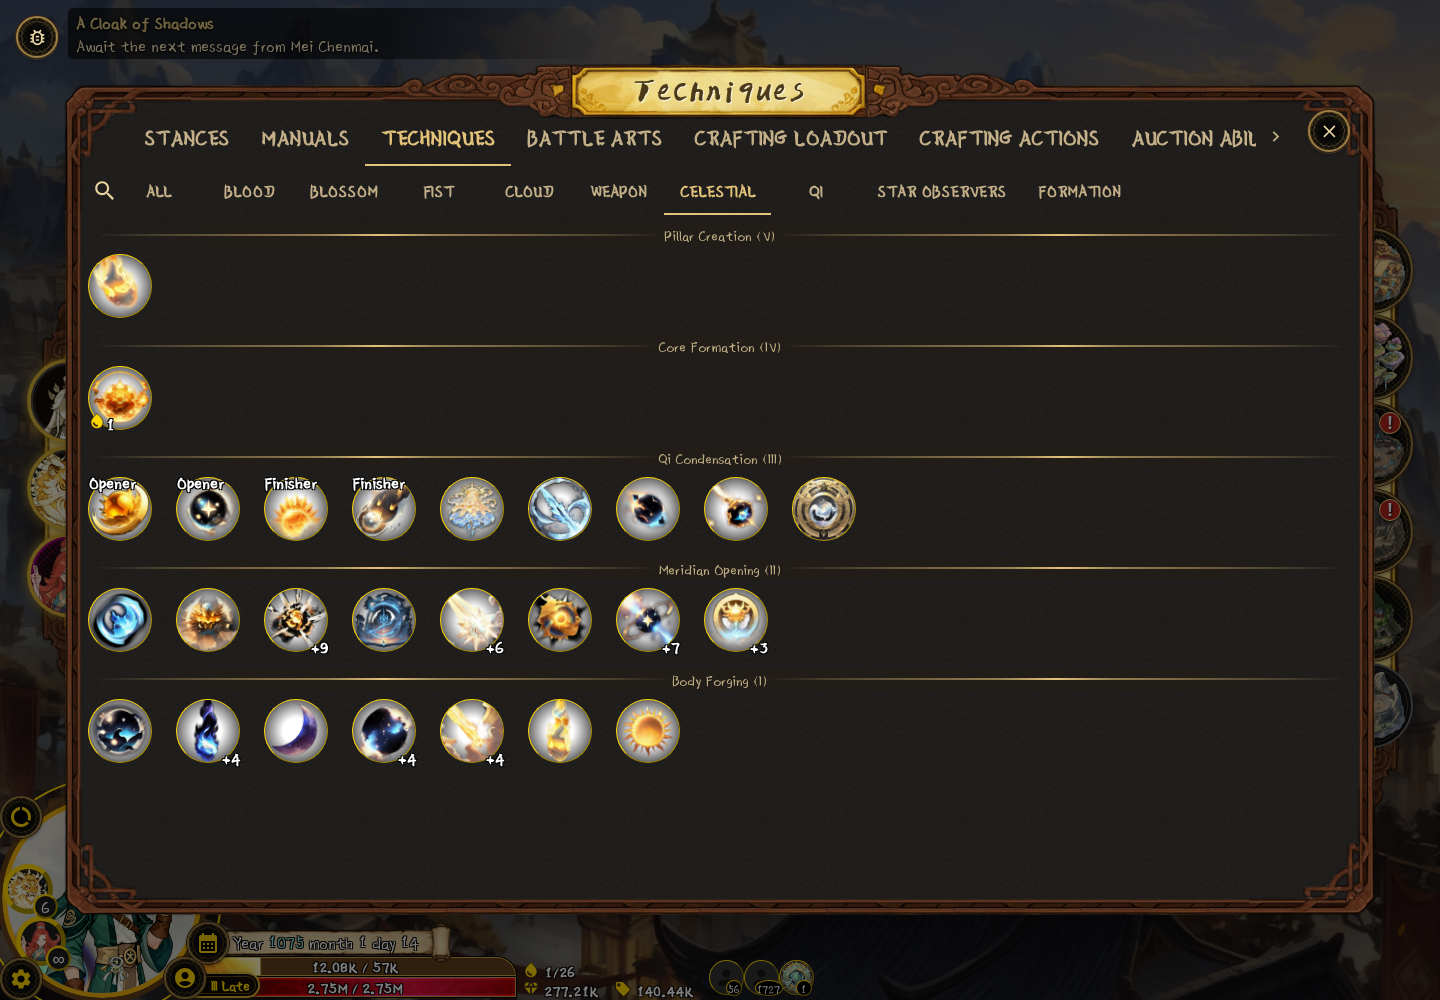 A Cloak of Shadows
Await the next message from Mei Chenmai.
Techniques
STANCES MANUALS TECHNIQUES BATTLE ARTS CRAFTING LOADOUT CRAFTING ACTIONS AUCTION ABIL
ALL BLOOD BLOSSOM FIST CLOUD WEAPON CELESTIAL QI STAR OBSERVERS FORMATION
Pillar Creation (V)
Core Formation (IV)
1
Qi Condensation (III)
Opener Opener Finisher Finisher
Meridian Opening (II)
+9 +6 +7 +3
Body Forging (I)
+4 +4 +4
! 
!
6
∞
Year 1075 month 1 day 14
12.08K / 57K
III Late
2.75M / 2.75M
1/26
277.21K 140.44K
56 1727 1